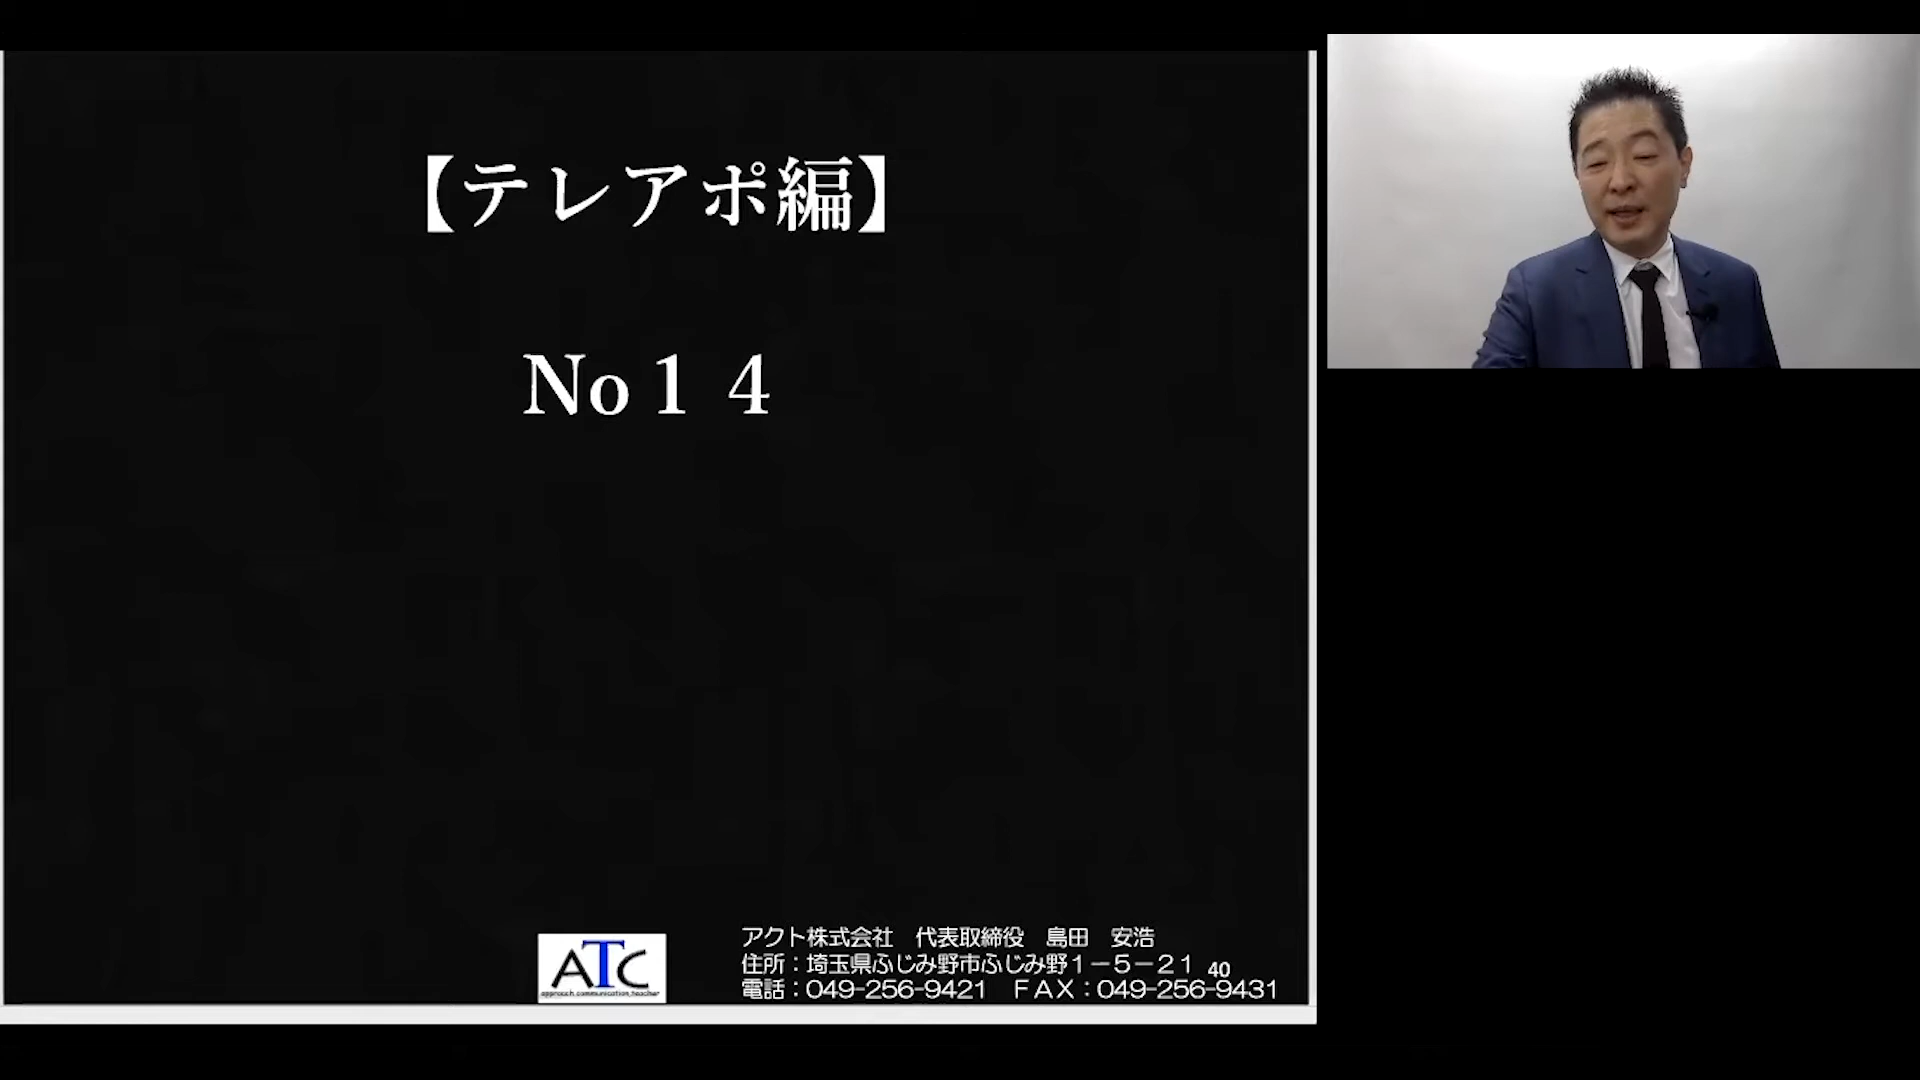 【テレアポ編】
No１４
ATC
approach.communication.teacher
アクト株式会社　代表取締役　島田　安浩
住所：埼玉県ふじみ野市ふじみ野１－５－２１
40
電話：049-256-9421　ＦＡＸ：049-256-9431